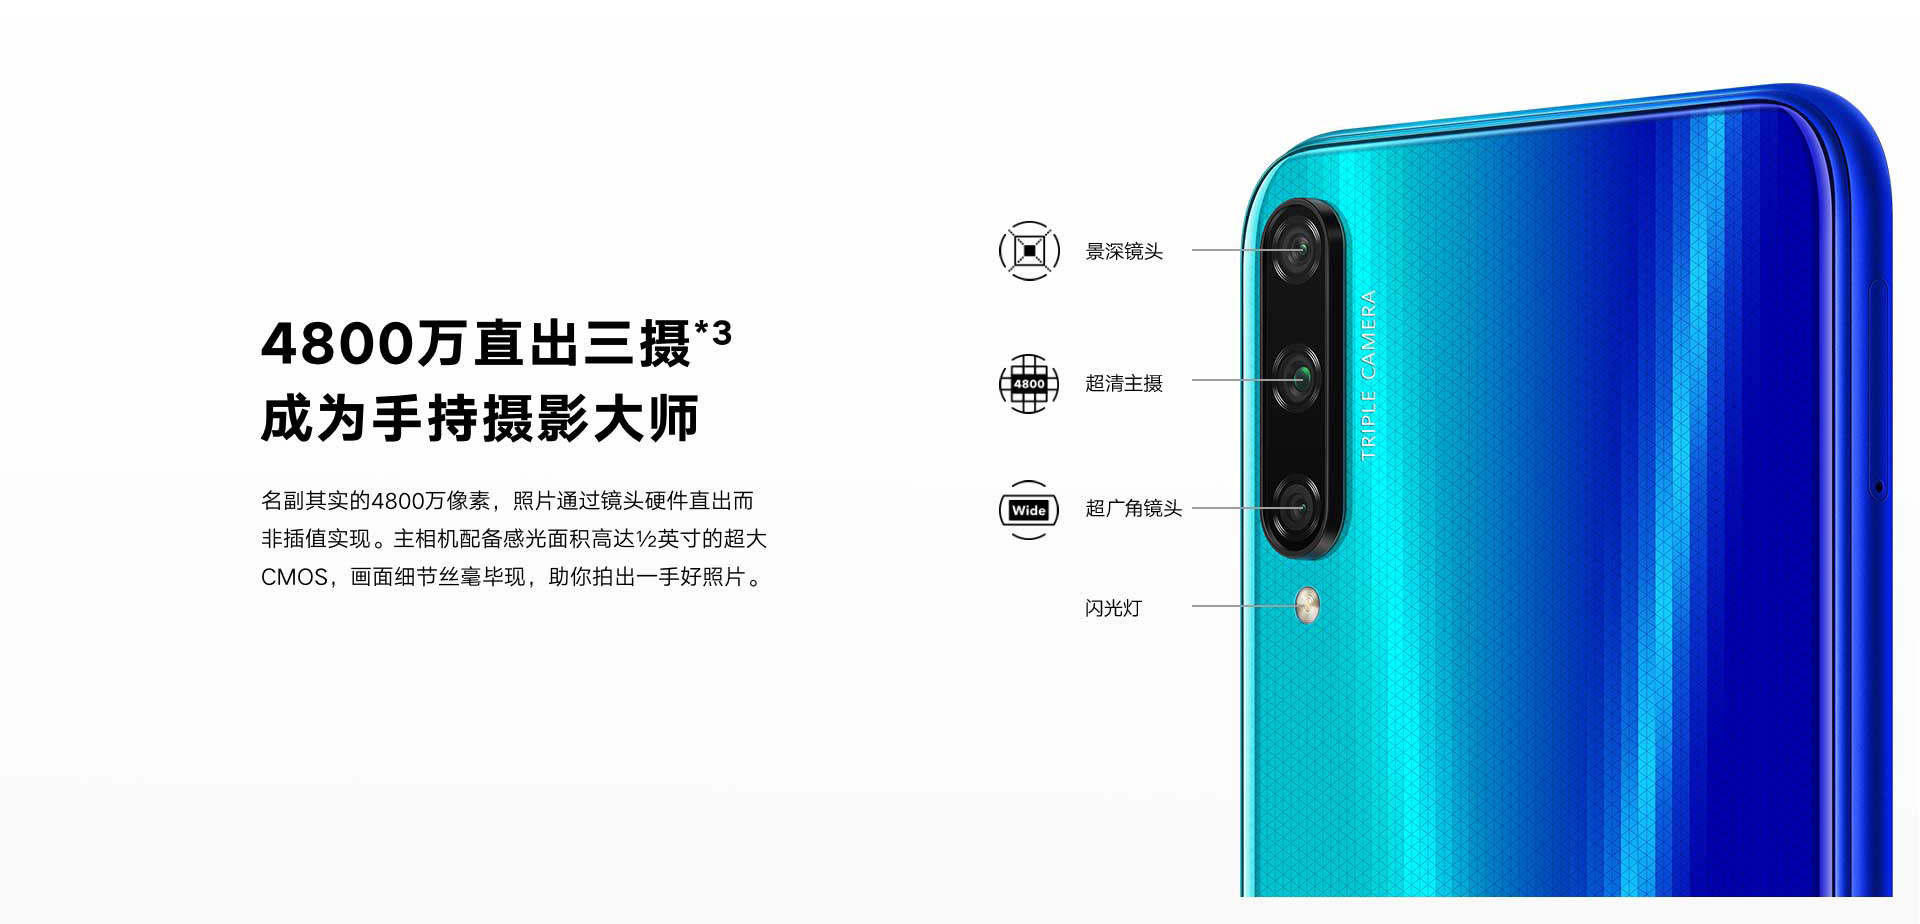 4800万直出三摄*3
成为手持摄影大师
名副其实的4800万像素，照片通过镜头硬件直出而
非插值实现。主相机配备感光面积高达½英寸的超大
CMOS，画面细节丝毫毕现，助你拍出一手好照片。
景深镜头
4800
超清主摄
Wide
超广角镜头
闪光灯
TRIPLE CAMERA